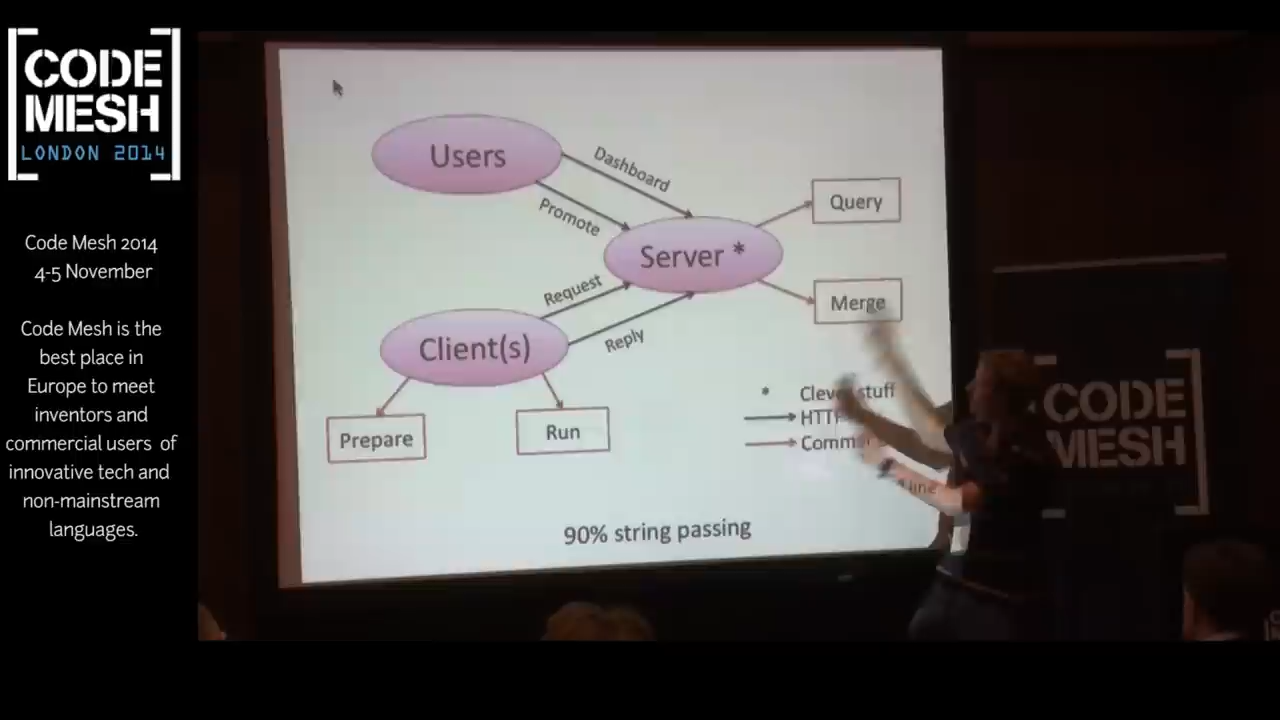 CODE
MESH
LONDON 2014
Code Mesh 2014
4-5 November
Code Mesh is the
best place in
Europe to meet
inventors and
commercial users of
innovative tech and
non-mainstream
languages.
Users
Dashboard
Promote
Server *
Query
Merge
Request
Reply
Client(s)
Prepare
Run
* stuff
90% string passing
CODE
MESH